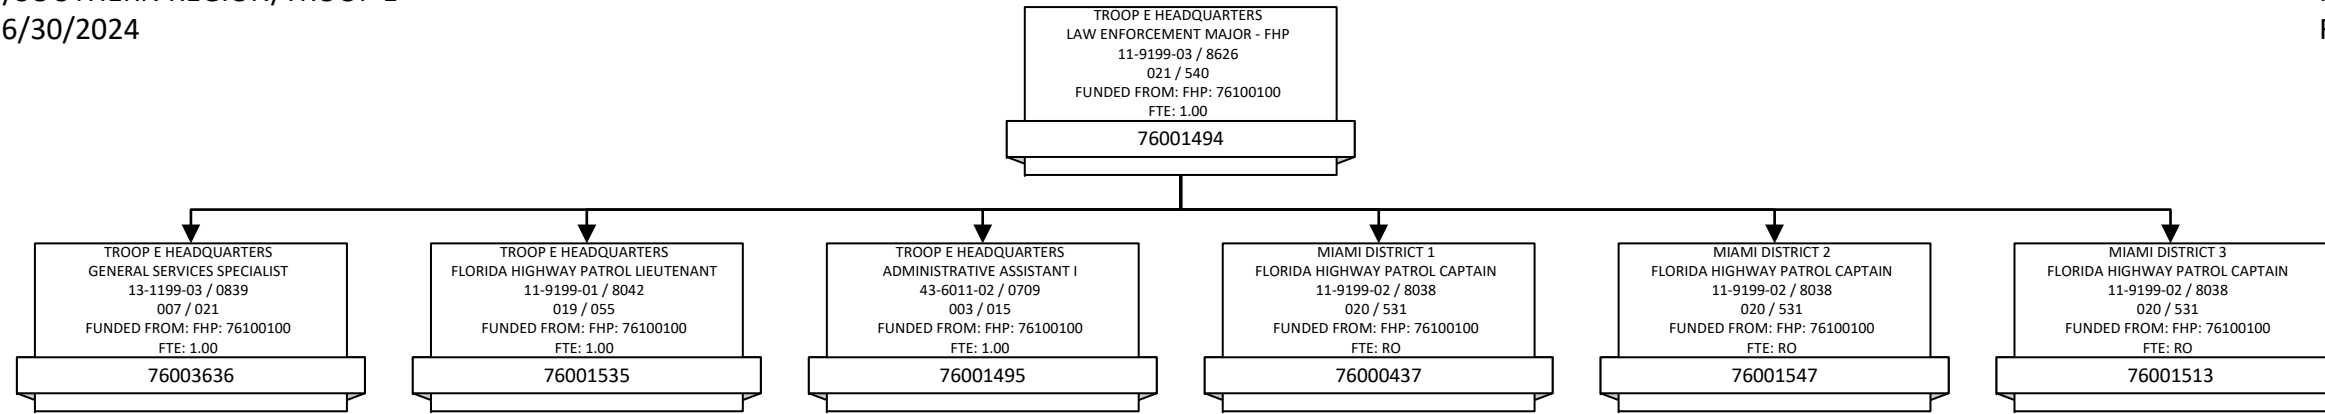 6/30/2024
F
TROOP E HEADQUARTERS
LAW ENFORCEMENT MAJOR - FHP
11-9199-03 / 8626
021 / 540
FUNDED FROM: FHP: 76100100
FTE: 1.00
76001494
TROOP E HEADQUARTERS
GENERAL SERVICES SPECIALIST
13-1199-03 / 0839
007 / 021
FUNDED FROM: FHP: 76100100
FTE: 1.00
76003636
TROOP E HEADQUARTERS
FLORIDA HIGHWAY PATROL LIEUTENANT
11-9199-01 / 8042
019 / 055
FUNDED FROM: FHP: 76100100
FTE: 1.00
76001535
TROOP E HEADQUARTERS
ADMINISTRATIVE ASSISTANT I
43-6011-02 / 0709
003 / 015
FUNDED FROM: FHP: 76100100
FTE: 1.00
76001495
MIAMI DISTRICT 1
FLORIDA HIGHWAY PATROL CAPTAIN
11-9199-02 / 8038
020 / 531
FUNDED FROM: FHP: 76100100
FTE: RO
76000437
MIAMI DISTRICT 2
FLORIDA HIGHWAY PATROL CAPTAIN
11-9199-02 / 8038
020 / 531
FUNDED FROM: FHP: 76100100
FTE: RO
76001547
MIAMI DISTRICT 3
FLORIDA HIGHWAY PATROL CAPTAIN
11-9199-02 / 8038
020 / 531
FUNDED FROM: FHP: 76100100
FTE: RO
76001513